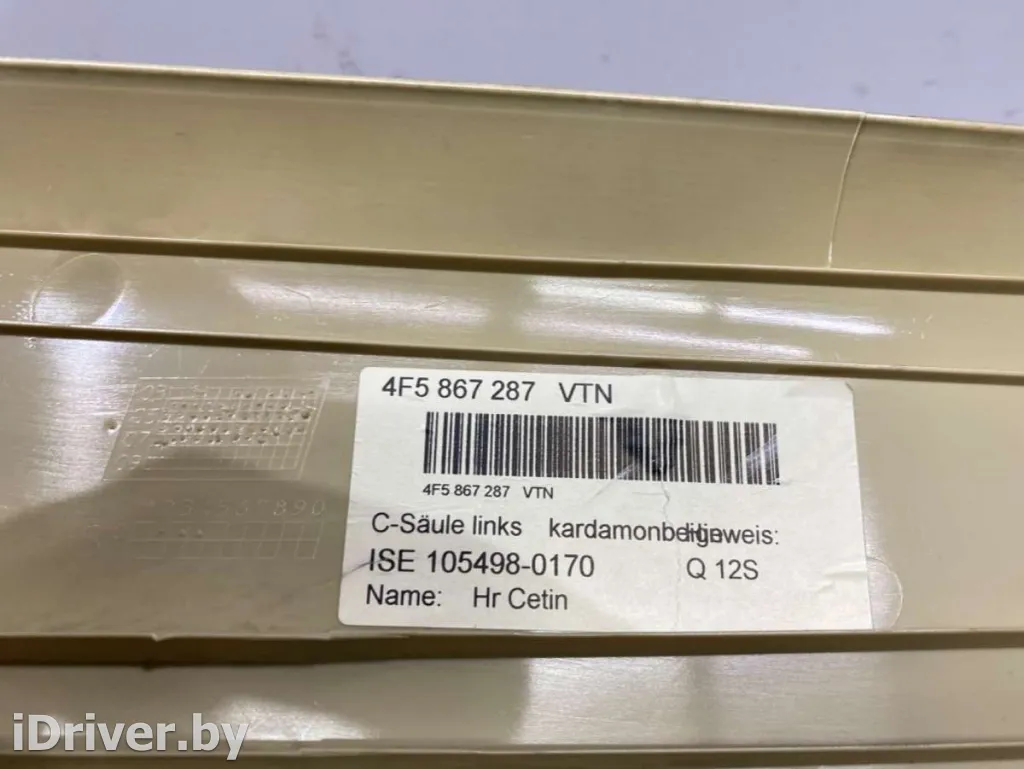 4F5 867 287 VTN
4F5 867 287 VTN
C-Säule links kardamonbeige Hinweis:
ISE 105498-0170 Q 12S
Name: Hr Cetin
iDriver.by